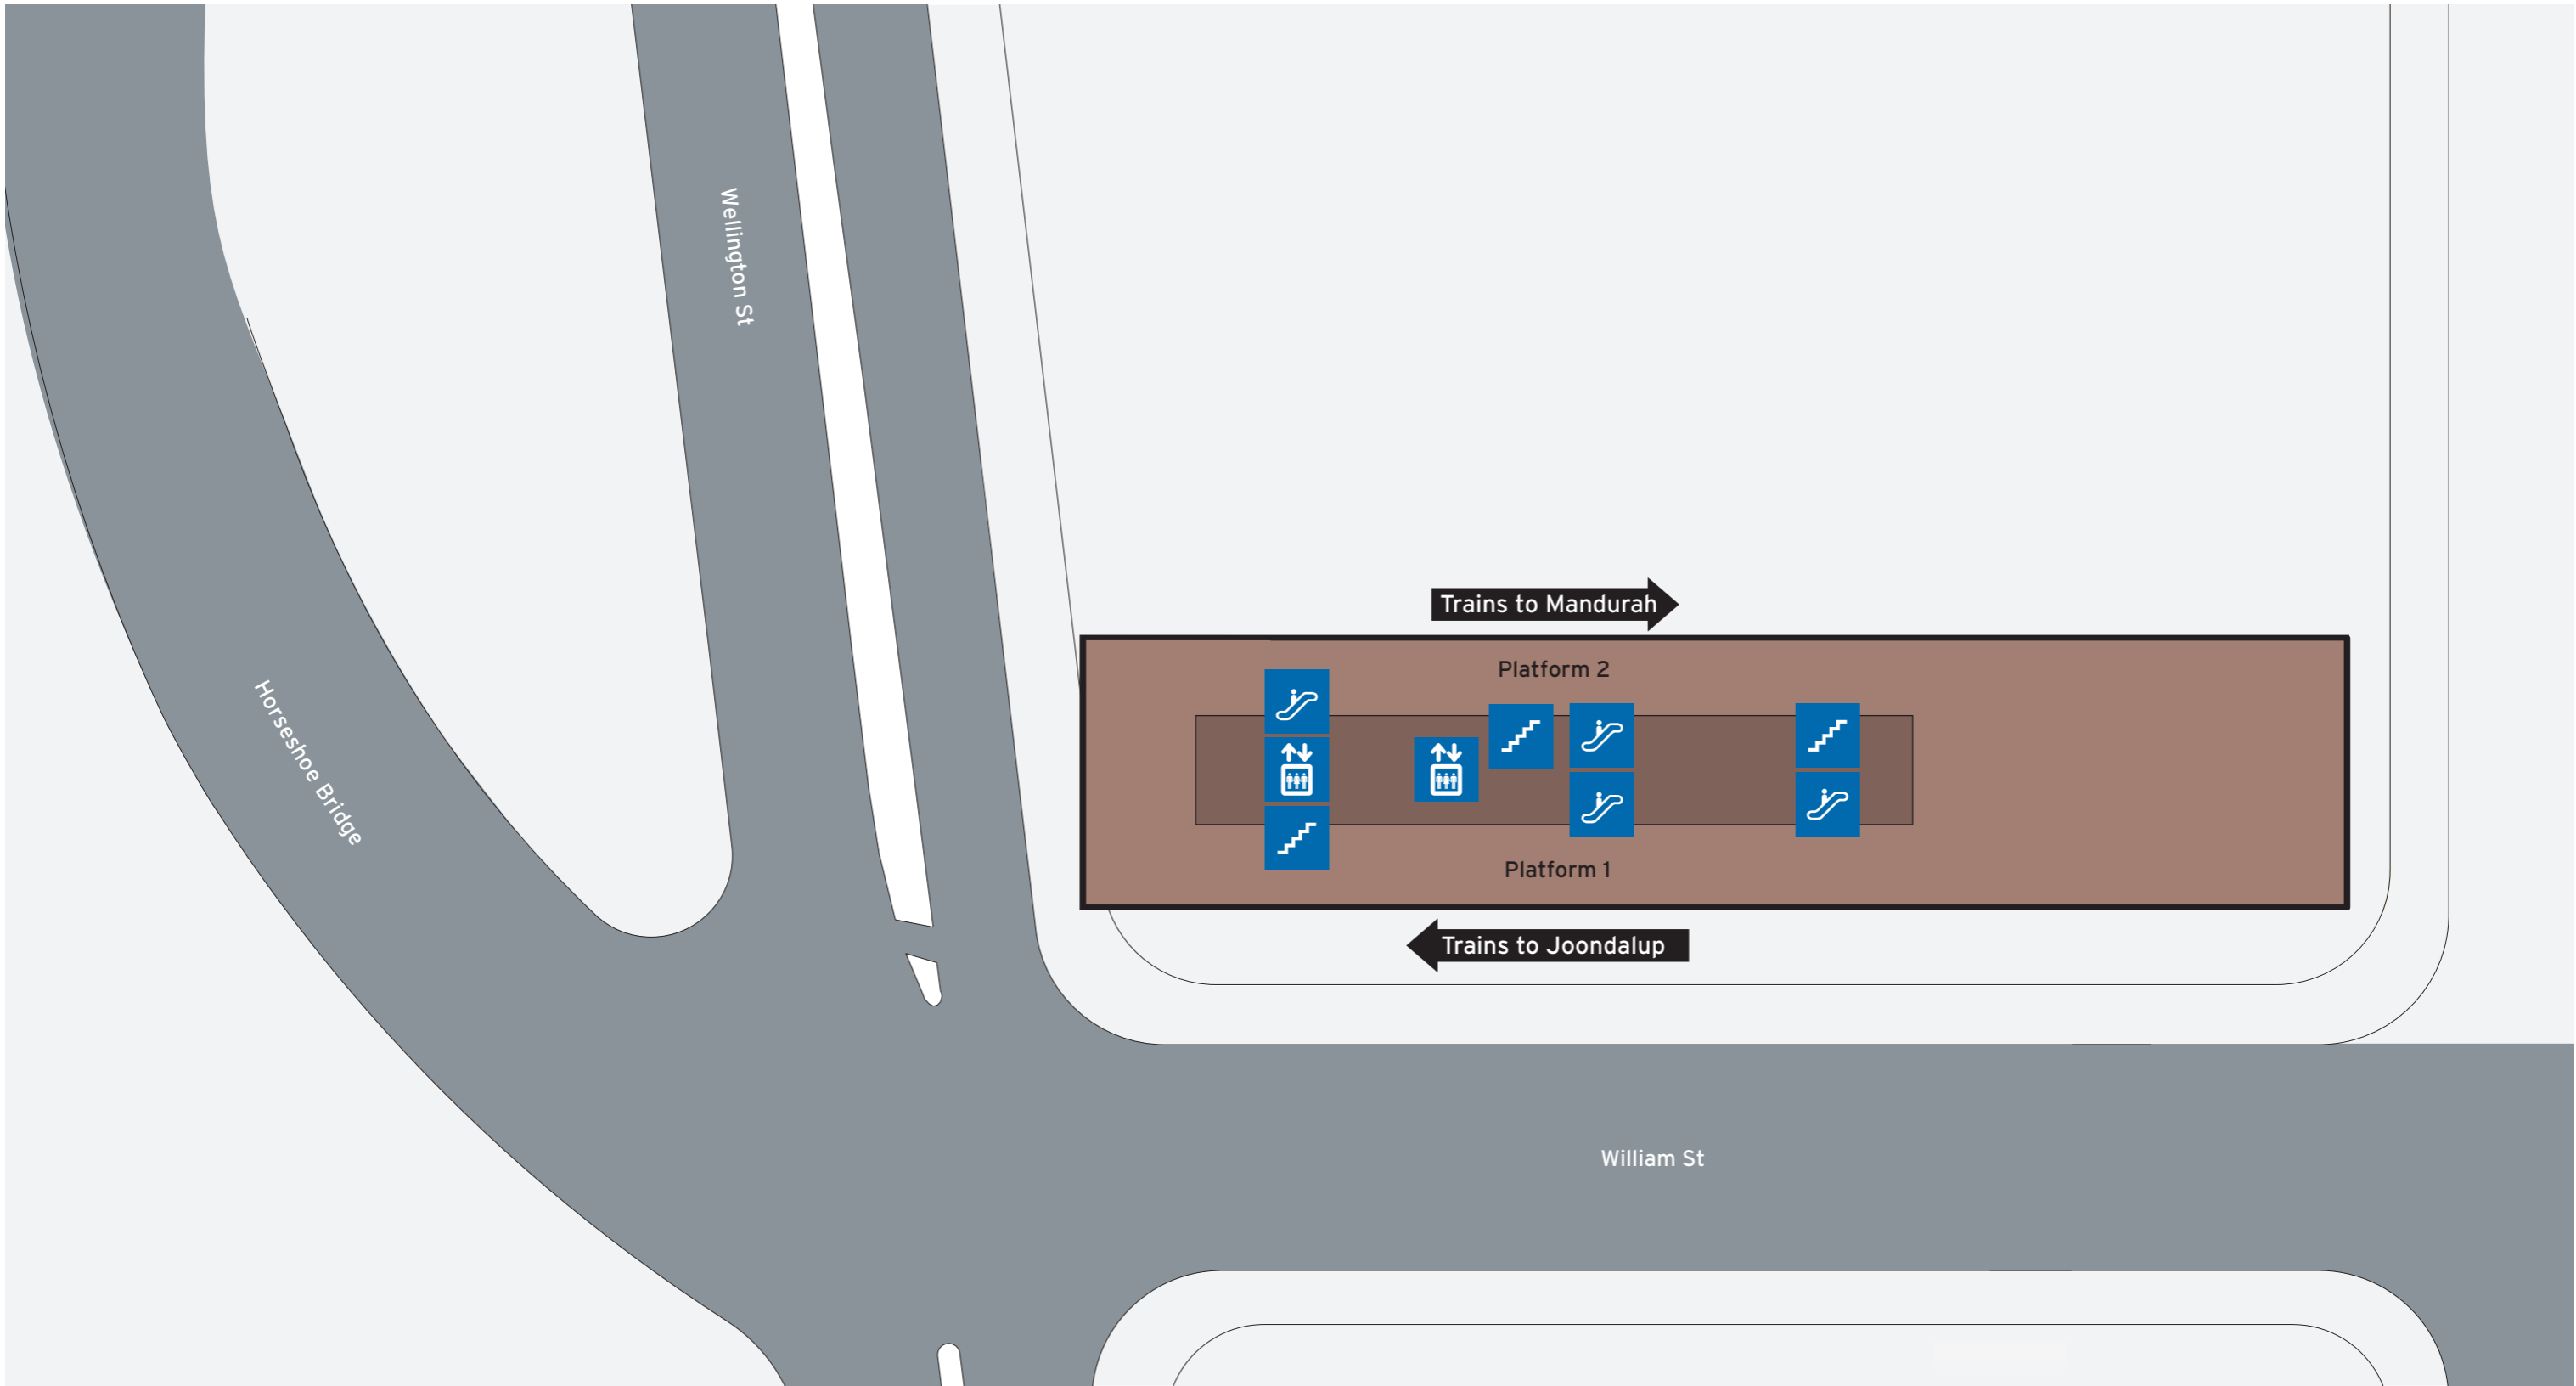 Wellington St
Trains to Mandurah
Platform 2
Horseshoe Bridge
Platform 1
Trains to Joondalup
William St